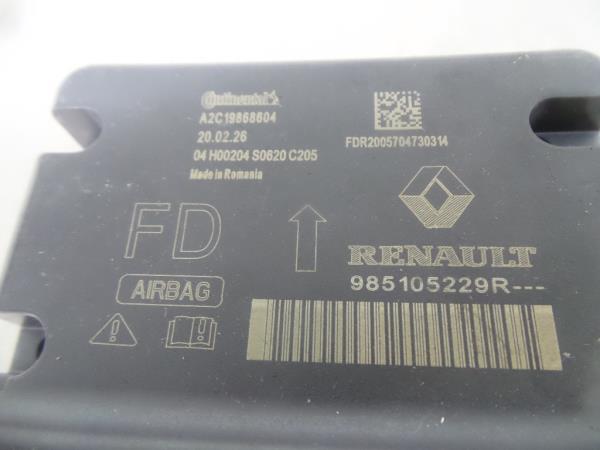 Continental
A2C19868604
20.02.26
04 H00204 S0620 C205
Made in Romania
FDR2005704730314
FD
AIRBAG
RENAULT
985105229R---